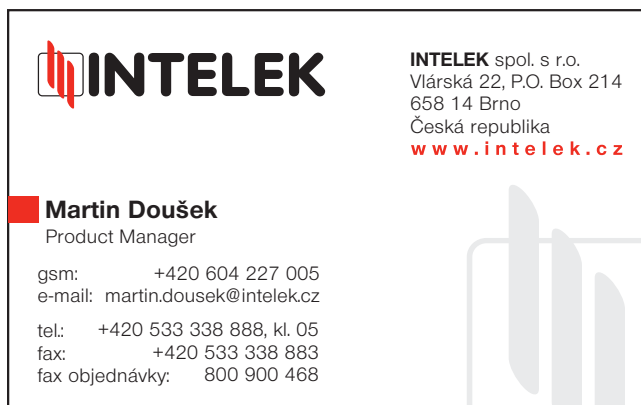 INTELEK
INTELEK spol. s r.o.
Vlárská 22, P.O. Box 214
658 14 Brno
Česká republika
www.intelek.cz
Martin Doušek
Product Manager
gsm: +420 604 227 005
e-mail: martin.dousek@intelek.cz
tel.: +420 533 338 888, kl. 05
fax: +420 533 338 883
fax objednávky: 800 900 468